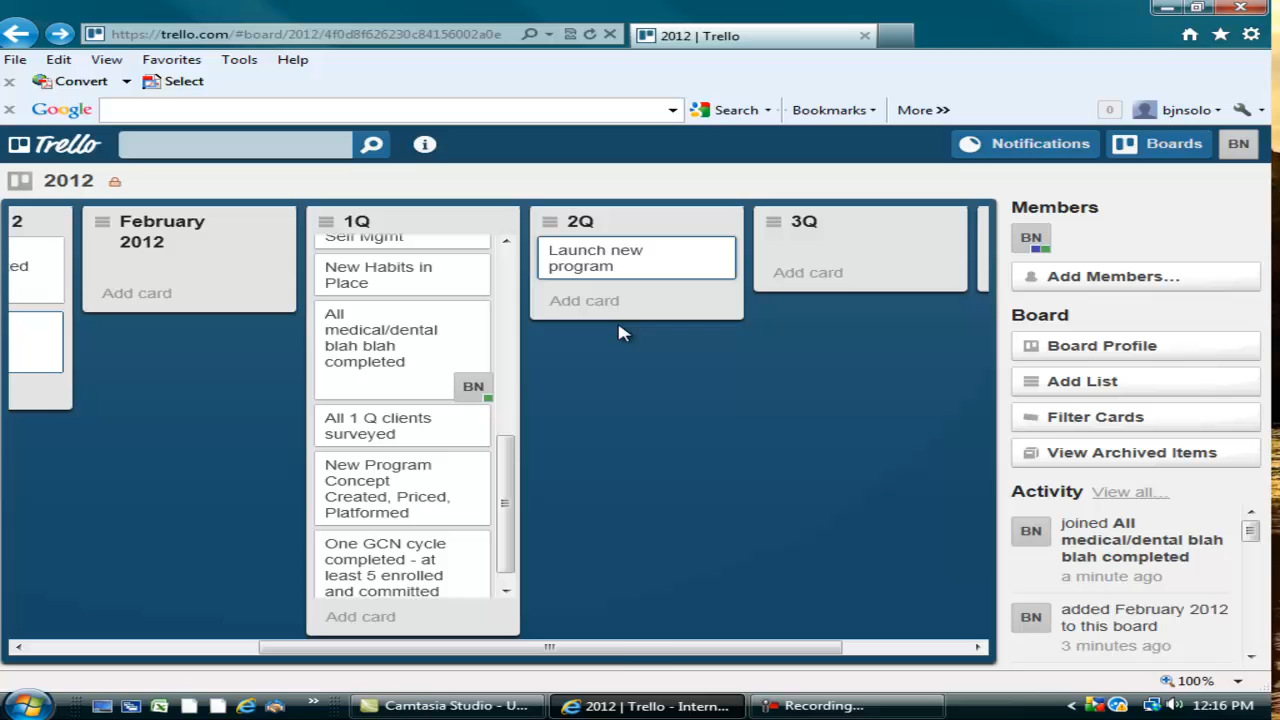 https://trello.com/#board/2012/4f0d8f626230c84156002a0e
2012 | Trello
File Edit View Favorites Tools Help
Convert Select
Google Search Bookmarks More >> 0 bjnsolo
Trello Notifications Boards BN
2012
2
ed
February
2012
Add card
1Q
Self Mgmt
New Habits in
Place
All
medical/dental
blah blah
completed
BN
All 1 Q clients
surveyed
New Program
Concept
Created, Priced,
Platformed
One GCN cycle
completed - at
least 5 enrolled
and committed
Add card
2Q
Launch new
program
Add card
3Q
Add card
Members
BN
Add Members...
Board
Board Profile
Add List
Filter Cards
View Archived Items
Activity View all...
BN
joined All
medical/dental blah
blah completed
a minute ago
BN
added February 2012
to this board
3 minutes ago
100%
Camtasia Studio - U...
2012 | Trello - Intern...
Recording...
12:16 PM